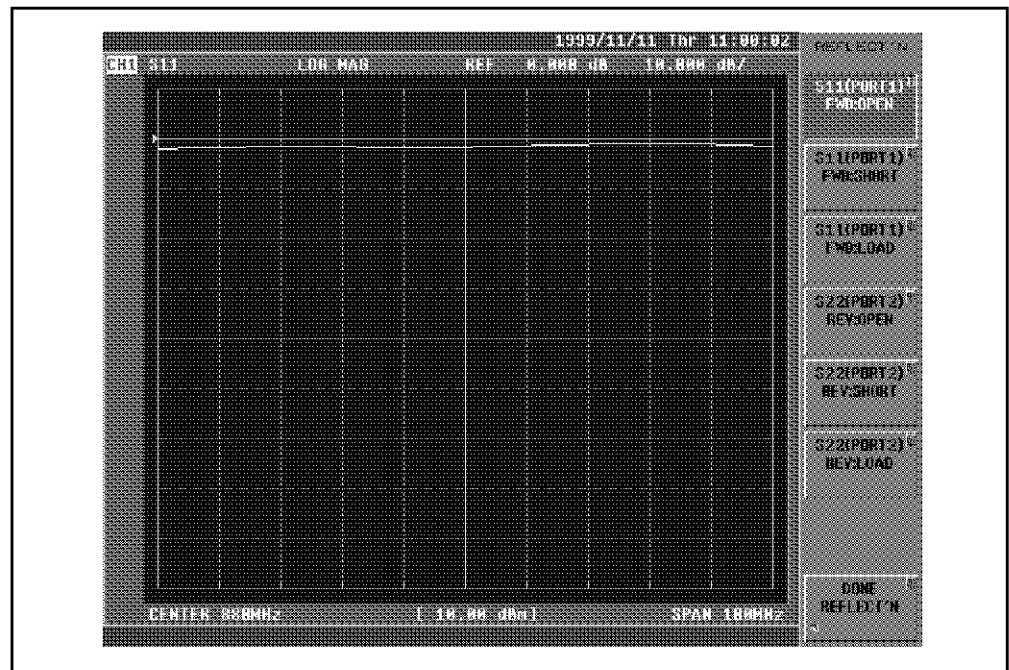 1999/11/11 Thr 11:00:02
CH1 S11 LOG MAG REF 0.000 dB 10.000 dB/
REFLECT'N
S11(PORT1)
FWD:OPEN
S11(PORT1)
FWD:SHORT
S11(PORT1)
FWD:LOAD
S22(PORT2)
REV:OPEN
S22(PORT2)
REV:SHORT
S22(PORT2)
REV:LOAD
DONE
REFLECT'N
CENTER 880MHz [ 10.00 dBm] SPAN 100MHz